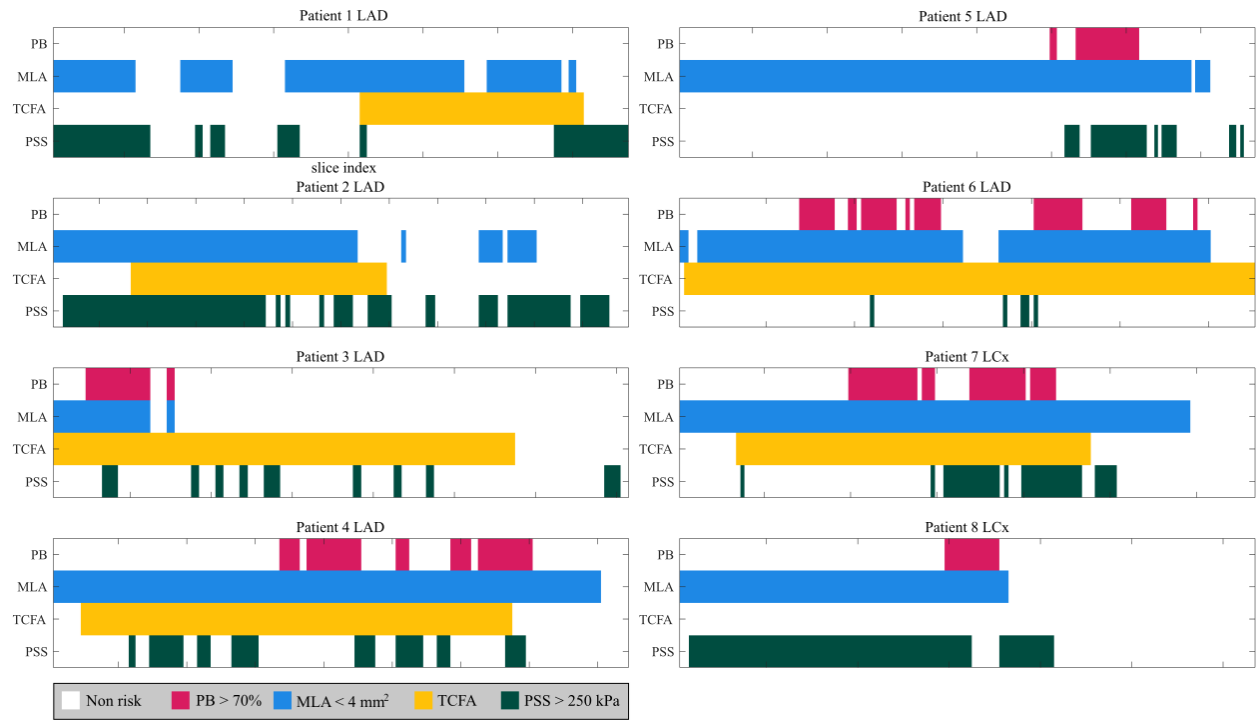 Patient 1 LAD
PB
MLA
TCFA
PSS
slice index
Patient 2 LAD
PB
MLA
TCFA
PSS
Patient 3 LAD
PB
MLA
TCFA
PSS
Patient 4 LAD
PB
MLA
TCFA
PSS
Patient 5 LAD
PB
MLA
TCFA
PSS
Patient 6 LAD
PB
MLA
TCFA
PSS
Patient 7 LCx
PB
MLA
TCFA
PSS
Patient 8 LCx
PB
MLA
TCFA
PSS
Non risk PB > 70% MLA < 4 mm² TCFA PSS > 250 kPa